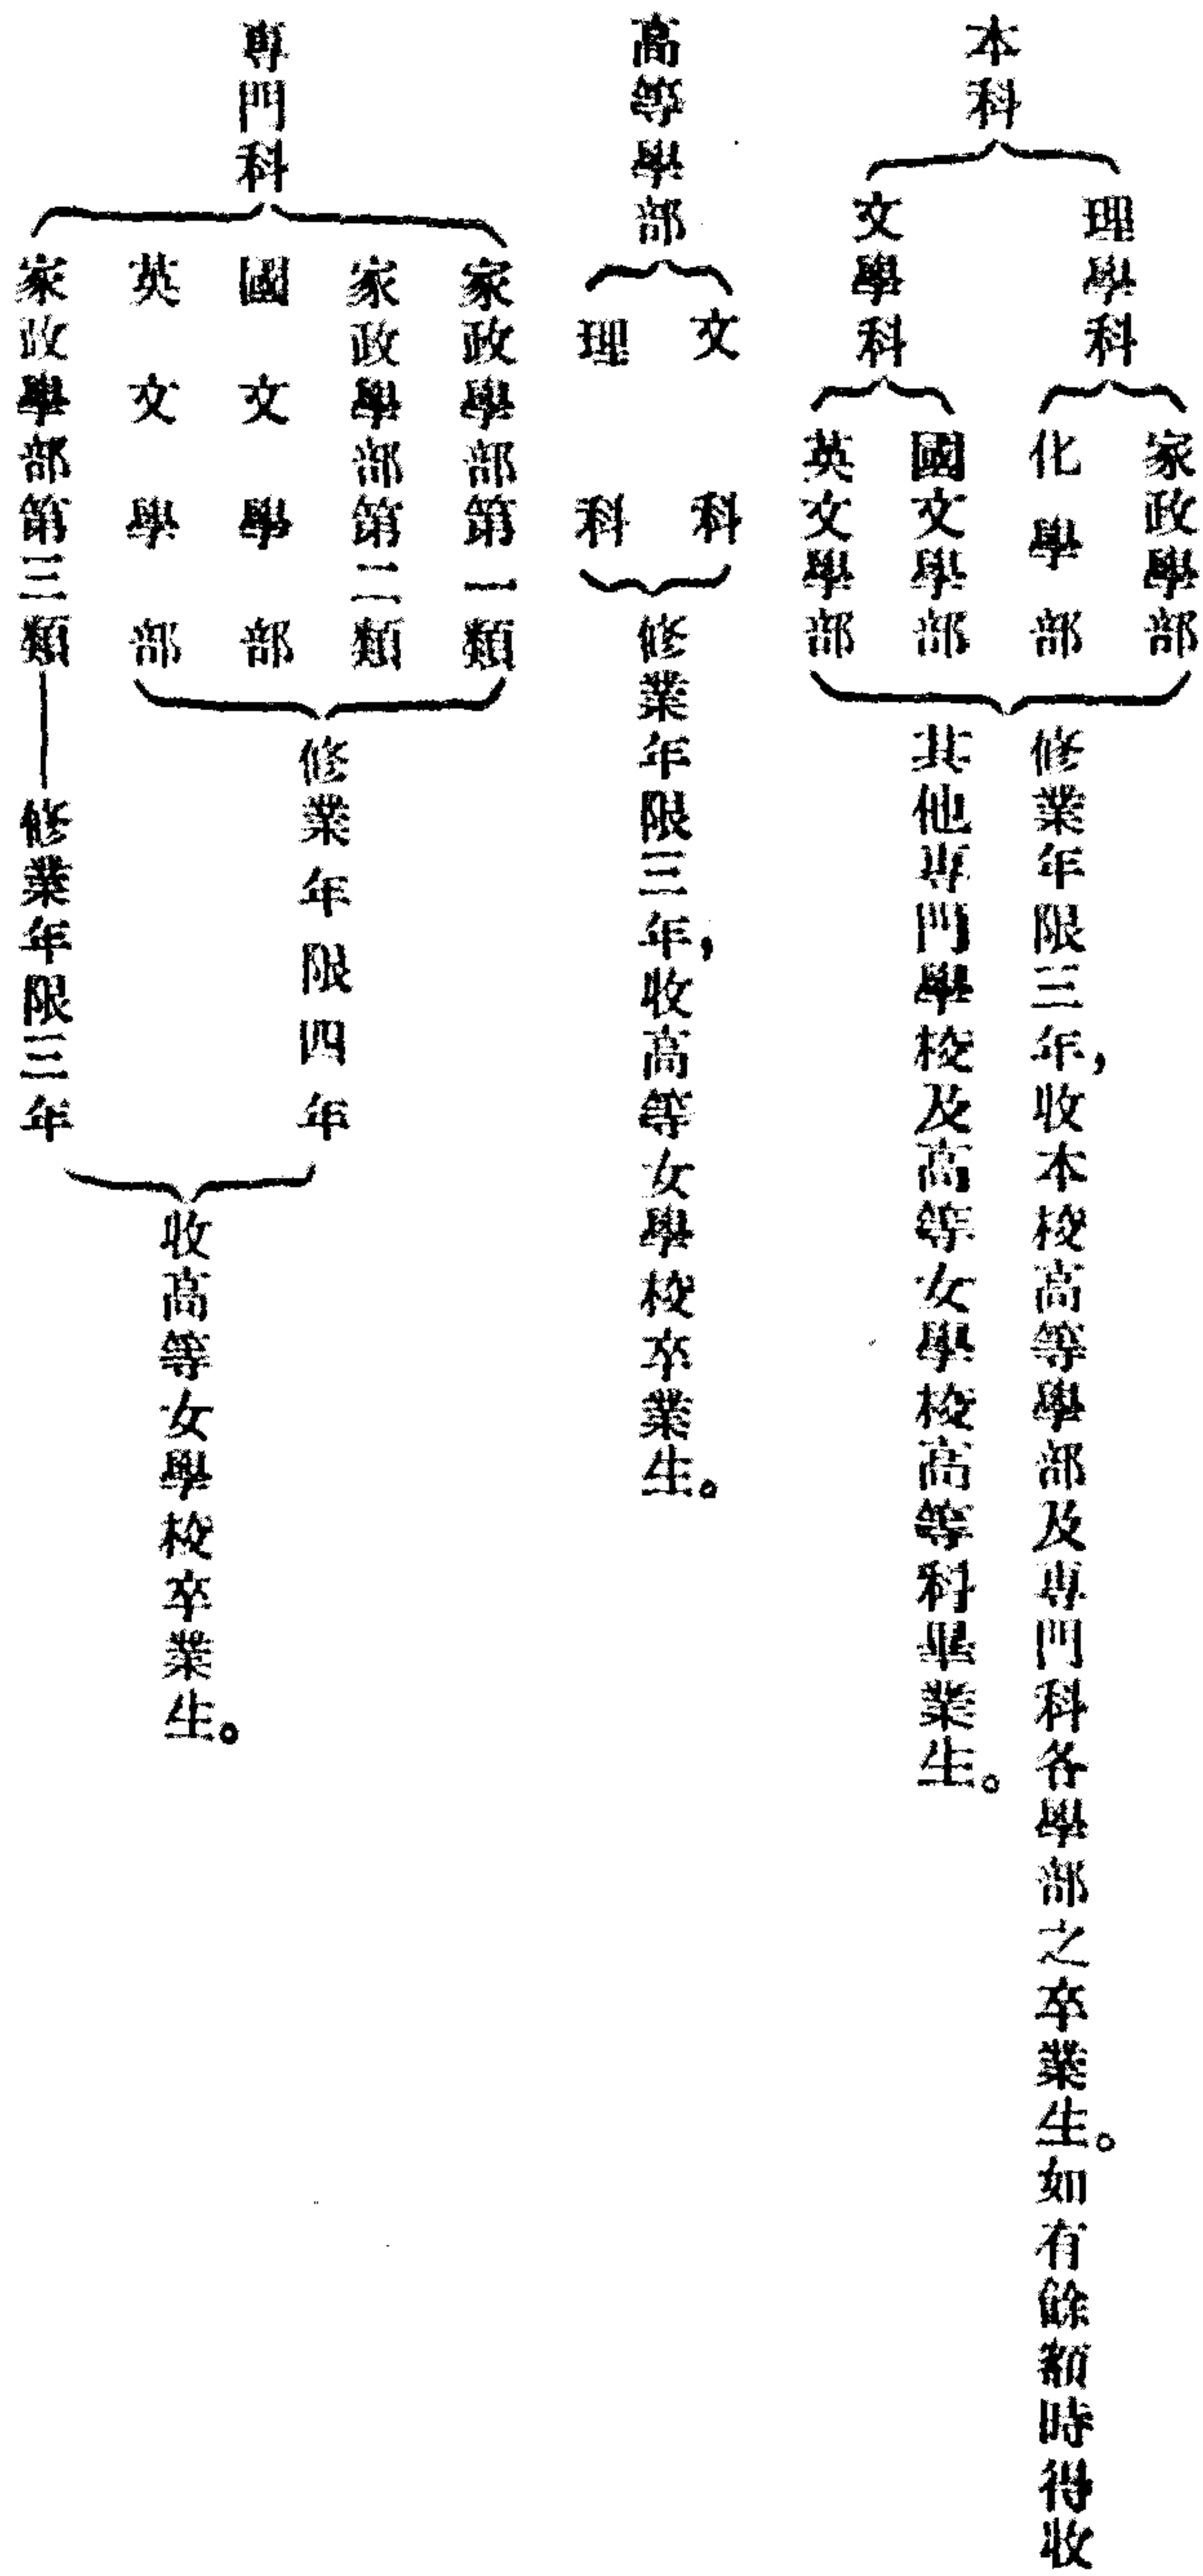 本科
理學科
家政學部
化學部
文學科
國文學部
英文學部
修業年限三年,收本校高等學部及專門科各學部之卒業生。如有餘額時得收
其他專門學校及高等女學校高等科畢業生。
高等學部
文科
理科
修業年限三年,收高等女學校卒業生。
專門科
家政學部第一類
家政學部第二類
國文學部
英文學部
修業年限四年
家政學部第三類——修業年限三年
收高等女學校卒業生。